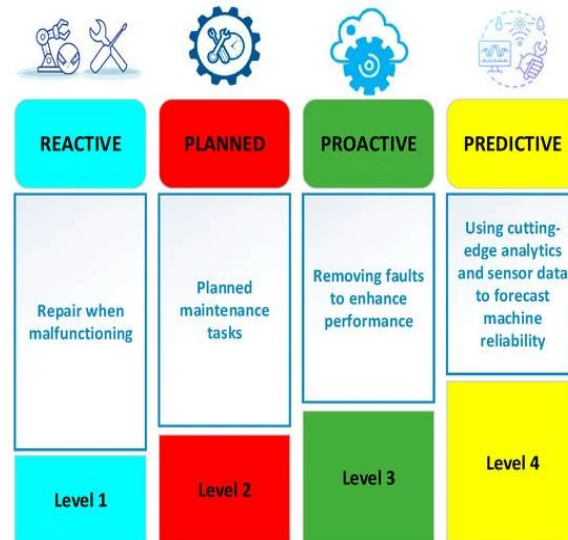 REACTIVE
PLANNED
PROACTIVE
PREDICTIVE
Repair when
malfunctioning
Planned
maintenance
tasks
Removing faults
to enhance
performance
Using cutting-
edge analytics
and sensor data
to forecast
machine
reliability
Level 1
Level 2
Level 3
Level 4